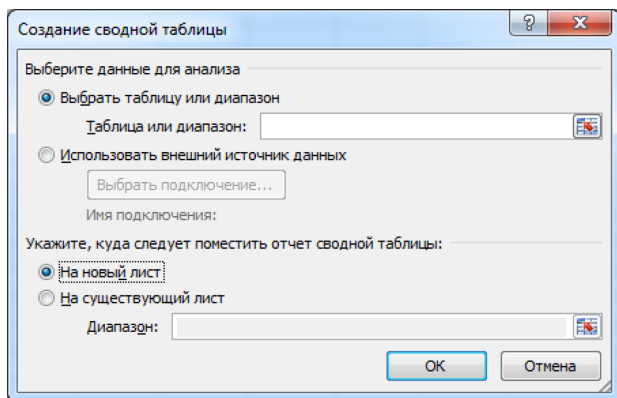 Создание сводной таблицы
?
Выберите данные для анализа
Выбрать таблицу или диапазон
Таблица или диапазон:
Использовать внешний источник данных
Выбрать подключение...
Имя подключения:
Укажите, куда следует поместить отчет сводной таблицы:
На новый лист
На существующий лист
Диапазон:
ОК Отмена